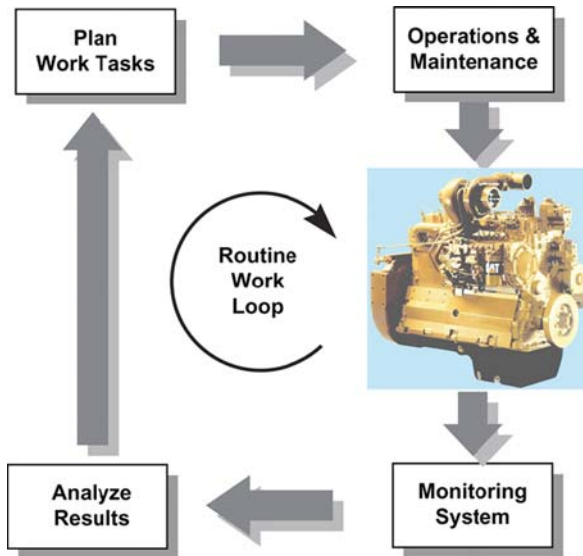 Plan
Work Tasks
Operations &
Maintenance
Routine
Work
Loop
CAT
Analyze
Results
Monitoring
System